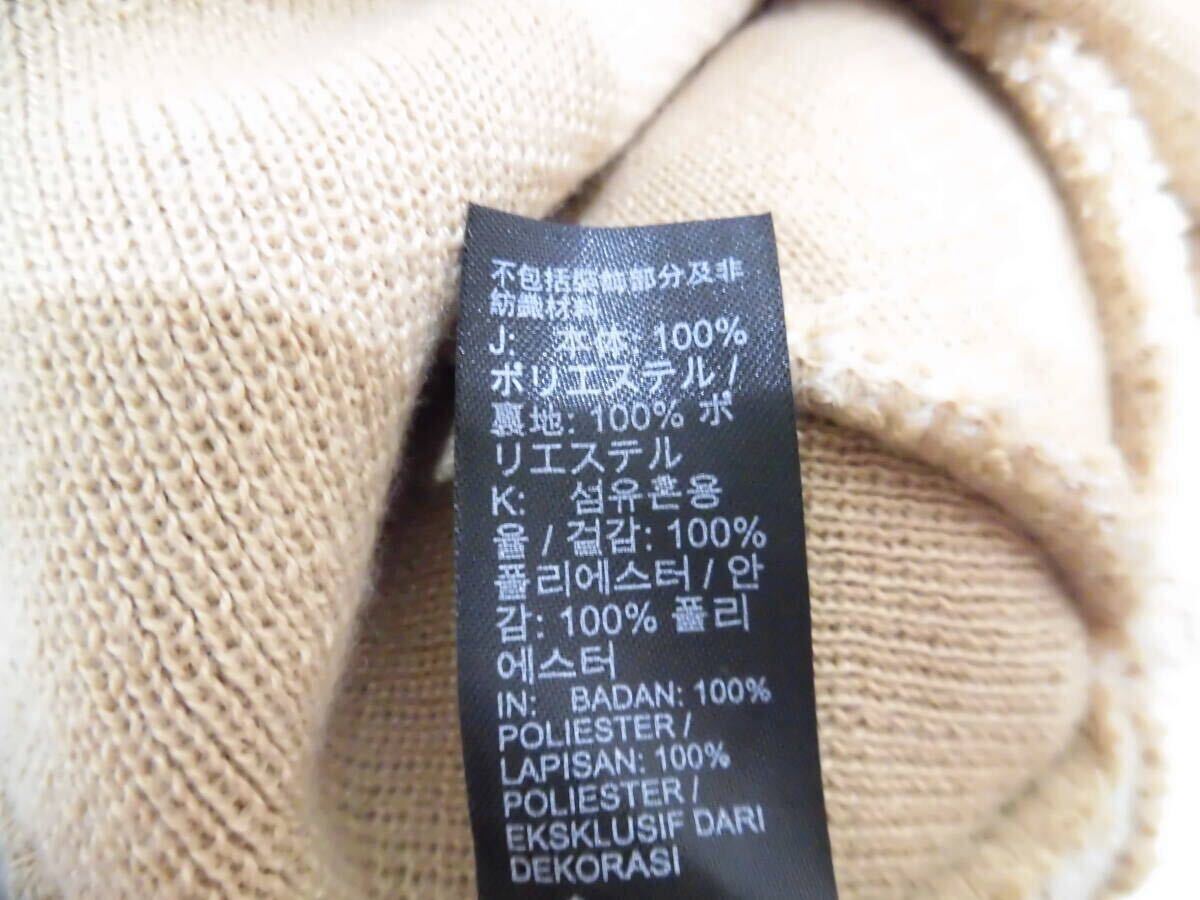 不包括裝飾部分及非
紡織材料
J: 本体: 100%
ポリエステル /
裏地: 100% ポ
リエステル
K: 섬유혼용
율 / 겉감: 100%
폴리에스터 / 안
감: 100% 폴리
에스터
IN: BADAN: 100%
POLIESTER /
LAPISAN: 100%
POLIESTER /
EKSKLUSIF DARI
DEKORASI